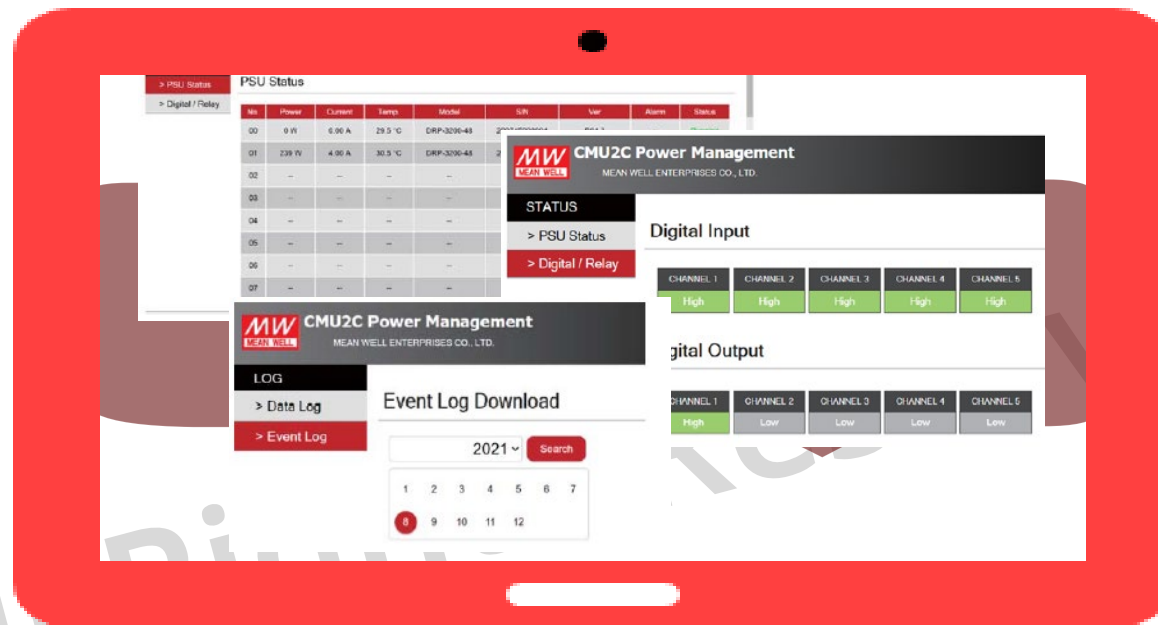 > PSU Status
> Digital / Relay
PSU Status
No Power Current Temp Model S/N Ver Alarm Status
00 0 W 0.00 A 29.5 °C DRP-3200-48
01 239 W 4.00 A 30.5 °C DRP-3200-48
02 -- -- -- --
03 -- -- -- --
04 -- -- -- --
05 -- -- -- --
06 -- -- -- --
07 -- -- -- --
MW
MEAN WELL
CMU2C Power Management
MEAN WELL ENTERPRISES CO., LTD.
STATUS
> PSU Status
> Digital / Relay
Digital Input
CHANNEL 1 CHANNEL 2 CHANNEL 3 CHANNEL 4 CHANNEL 5
High High High High High
gital Output
CHANNEL 1 CHANNEL 2 CHANNEL 3 CHANNEL 4 CHANNEL 5
High Low Low Low Low
MW
MEAN WELL
CMU2C Power Management
MEAN WELL ENTERPRISES CO., LTD.
LOG
> Data Log
> Event Log
Event Log Download
2021 Search
1 2 3 4 5 6 7
8 9 10 11 12